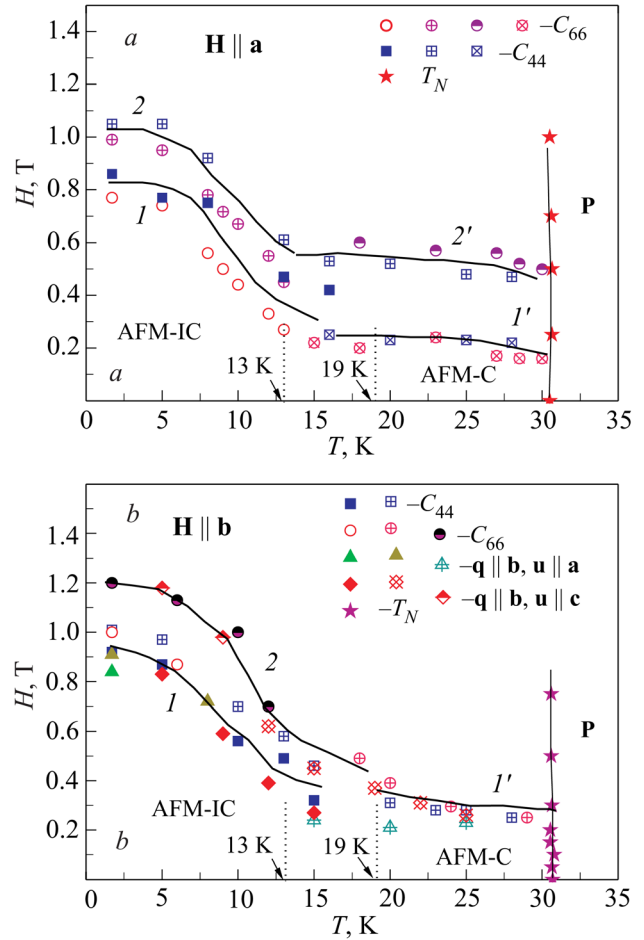 1.4
1.2
1.0
0.8
0.6
0.4
0.2
H, T
a
H || a
–C66
–C44
TN
2
1
2′
1′
P
AFM-IC
AFM-C
13 K
19 K
a
0 5 10 15 20 25 30 35
T, K
1.4
1.2
1.0
0.8
0.6
0.4
0.2
H, T
b
H || b
–C44
–C66
–q || b, u || a
–q || b, u || c
–TN
2
1
1′
P
AFM-IC
AFM-C
13 K
19 K
b
0 5 10 15 20 25 30 35
T, K